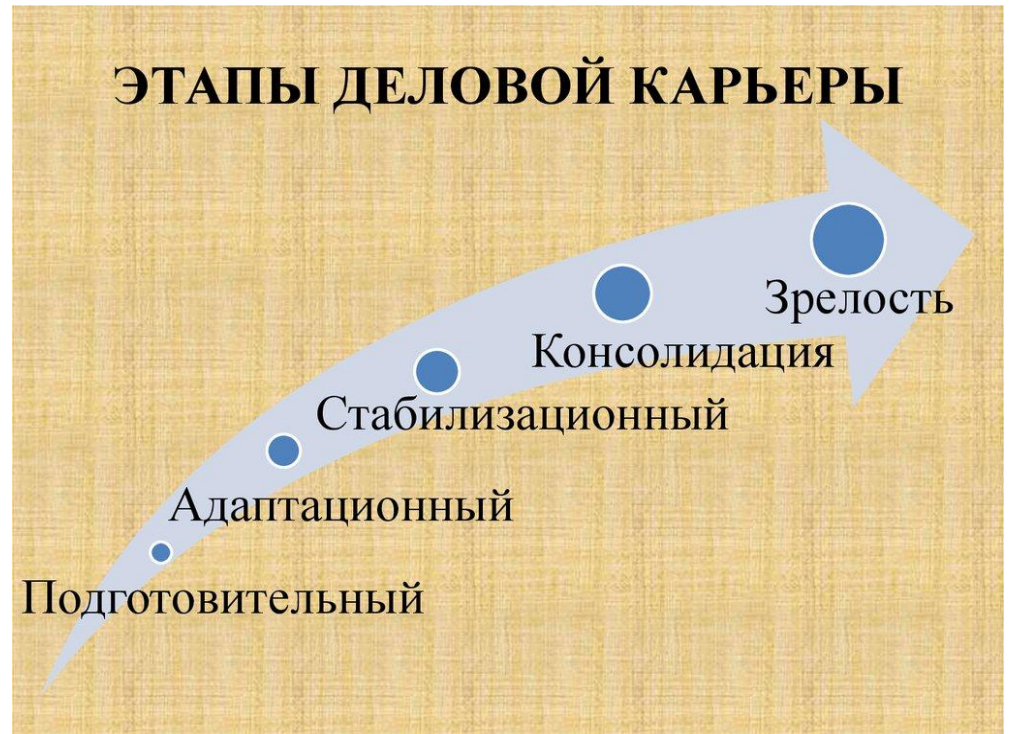 ЭТАПЫ ДЕЛОВОЙ КАРЬЕРЫ
Зрелость
Консолидация
Стабилизационный
Адаптационный
Подготовительный